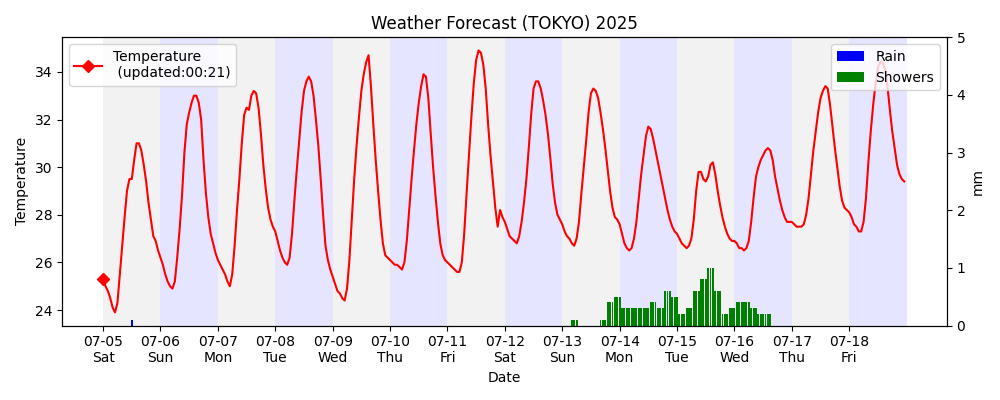 Weather Forecast (TOKYO) 2025
Temperature
(updated:00:21)
Rain
Showers
Temperature
34
32
30
28
26
24
5
4
3
2
1
0
mm
07-05 07-06 07-07 07-08 07-09 07-10 07-11 07-12 07-13 07-14 07-15 07-16 07-17 07-18
Sat Sun Mon Tue Wed Thu Fri Sat Sun Mon Tue Wed Thu Fri
Date